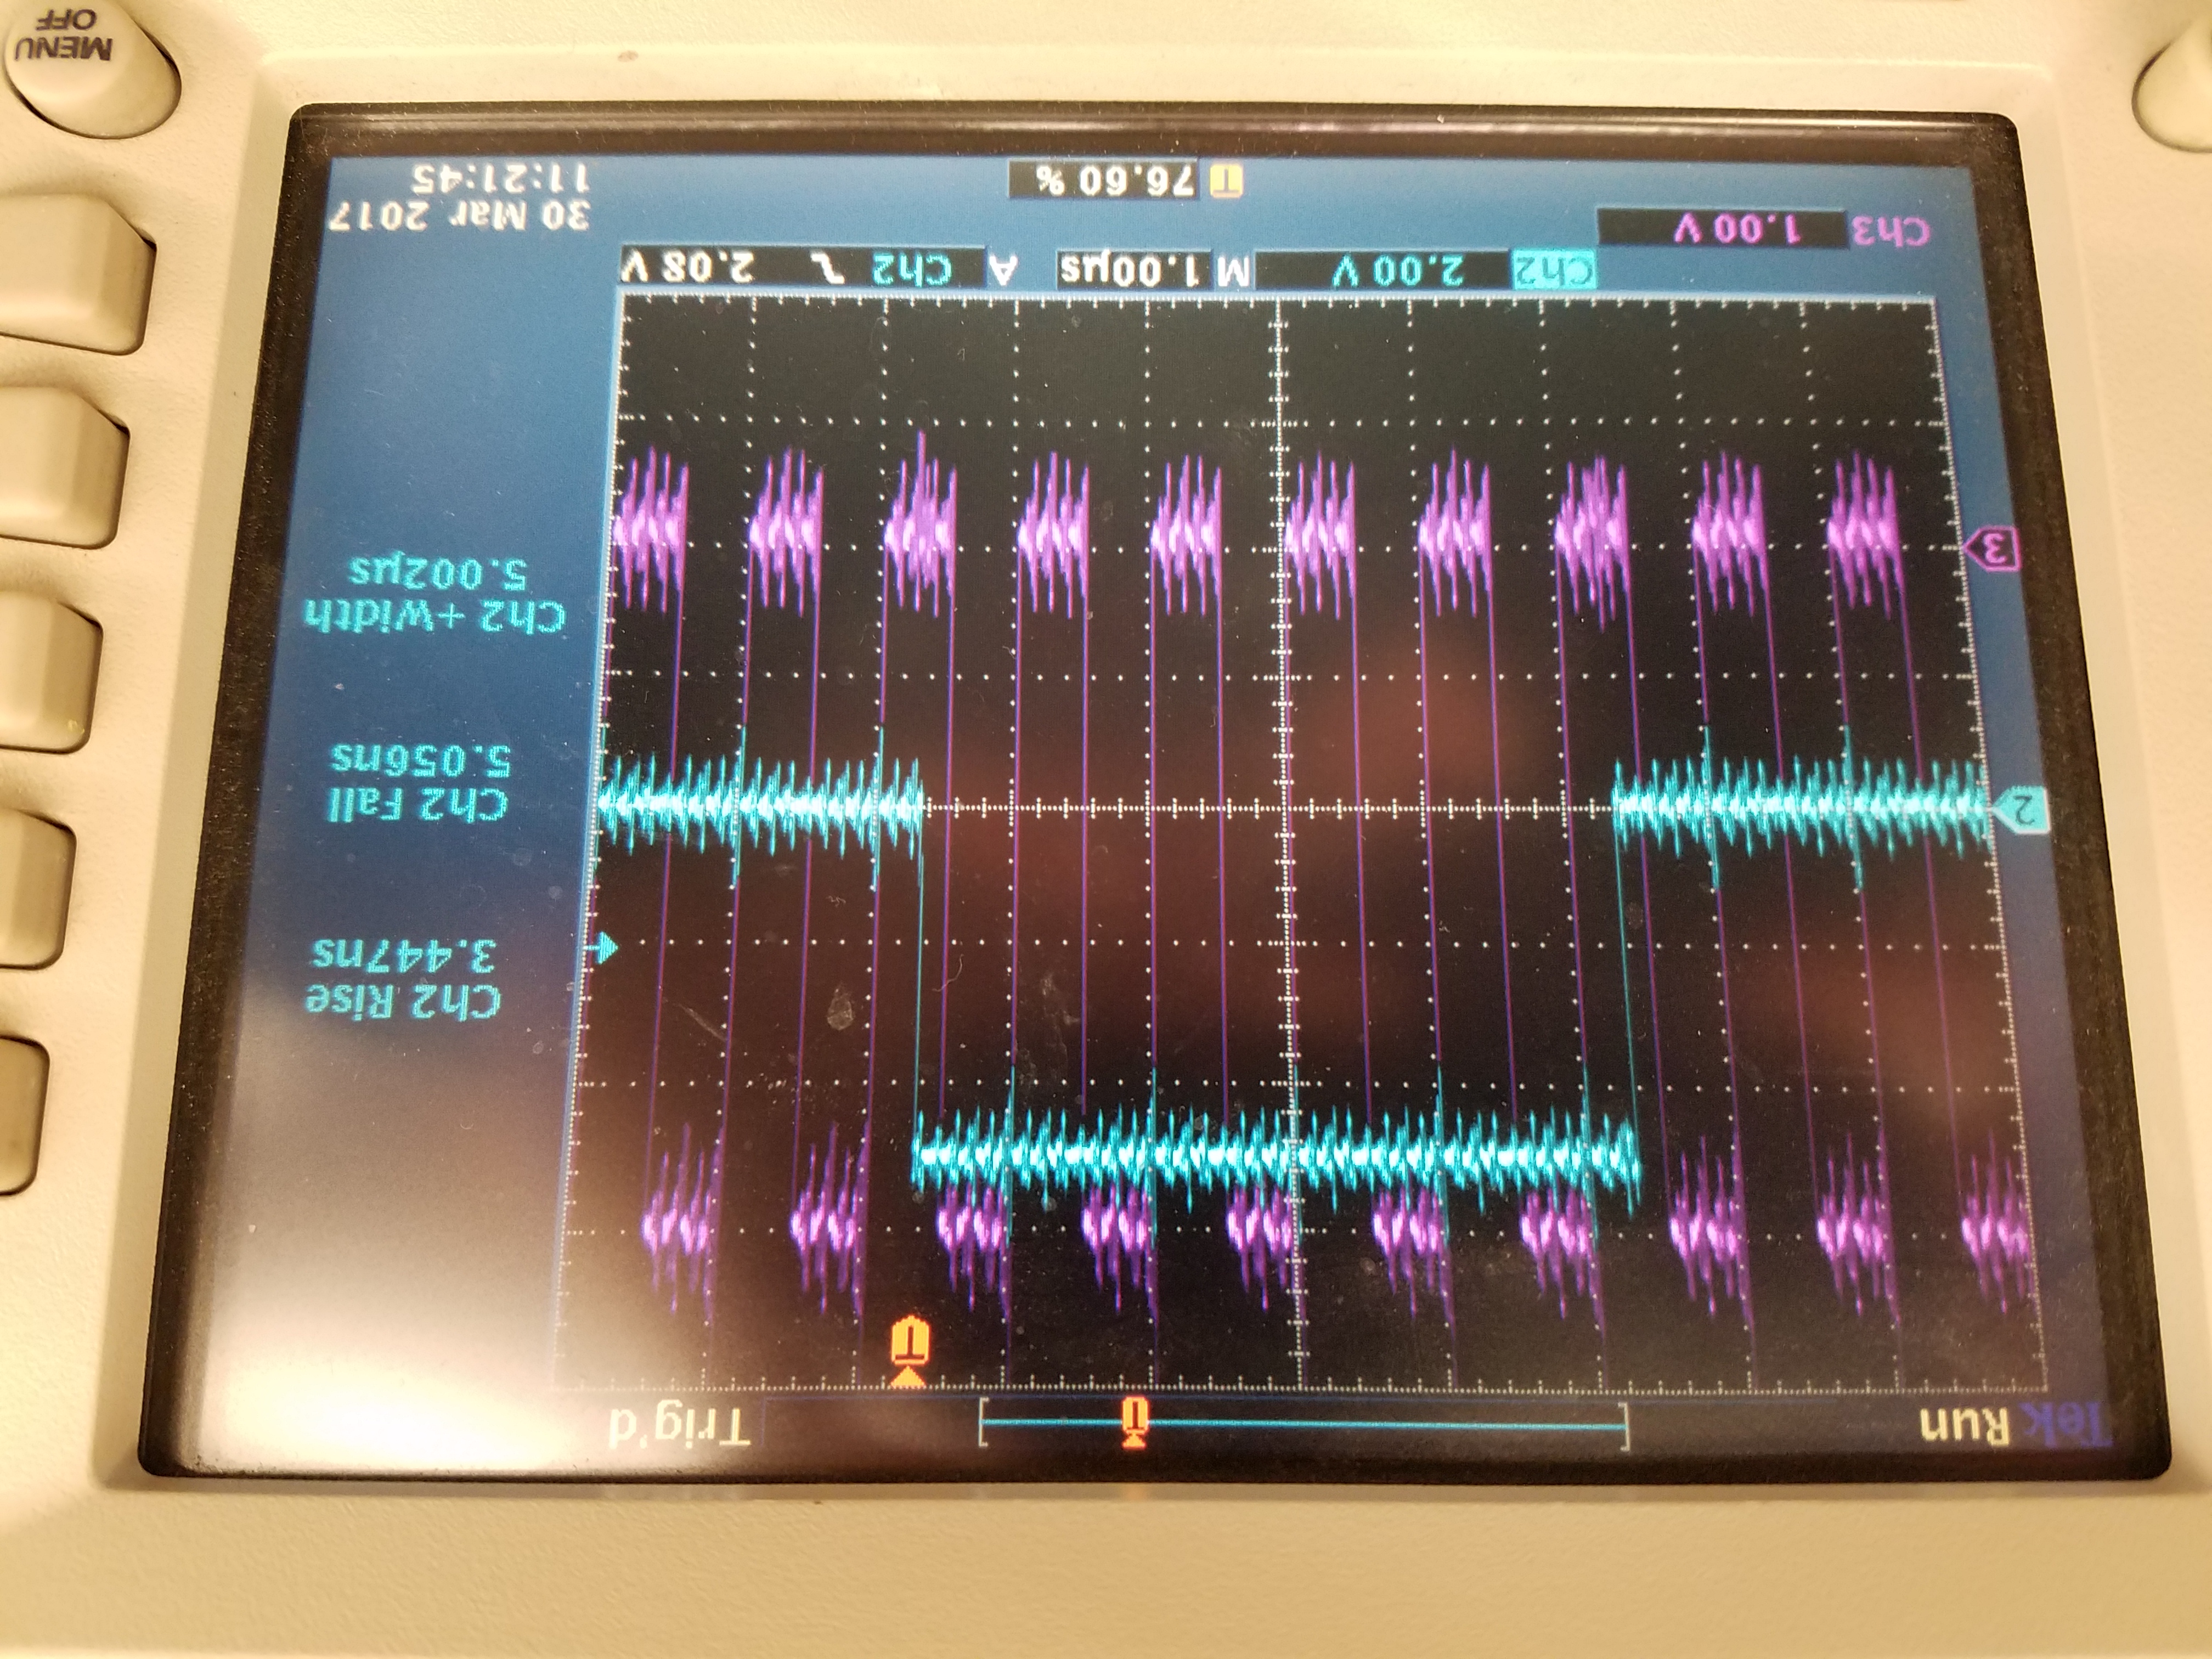 Tek Run
Trig'd
T
T
Ch2 Rise
3.447ns
2
Ch2 Fall
5.056ns
Ch2 +Width
5.002µs
3
Ch2 2.00 V M 1.00µs A Ch2 2.08 V
Ch3 1.00 V
T 76.60 %
30 Mar 2017
11:21:45
MENU
OFF